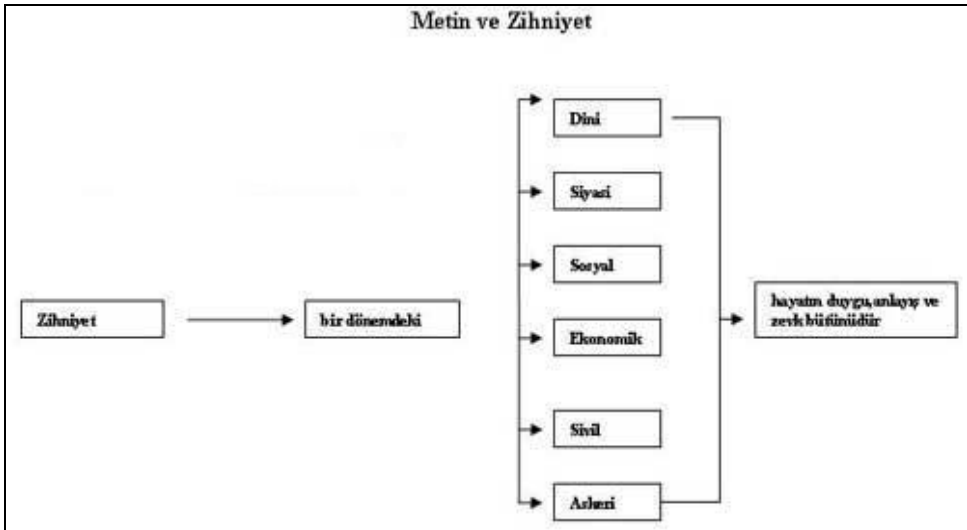 Metin ve Zihniyet
Zihniyet
bir dönemdeki
Dini
Siyasi
Sosyal
Ekonomik
Sivil
Askeri
hayatın duygu,anlayış ve
zevk bütünüdür